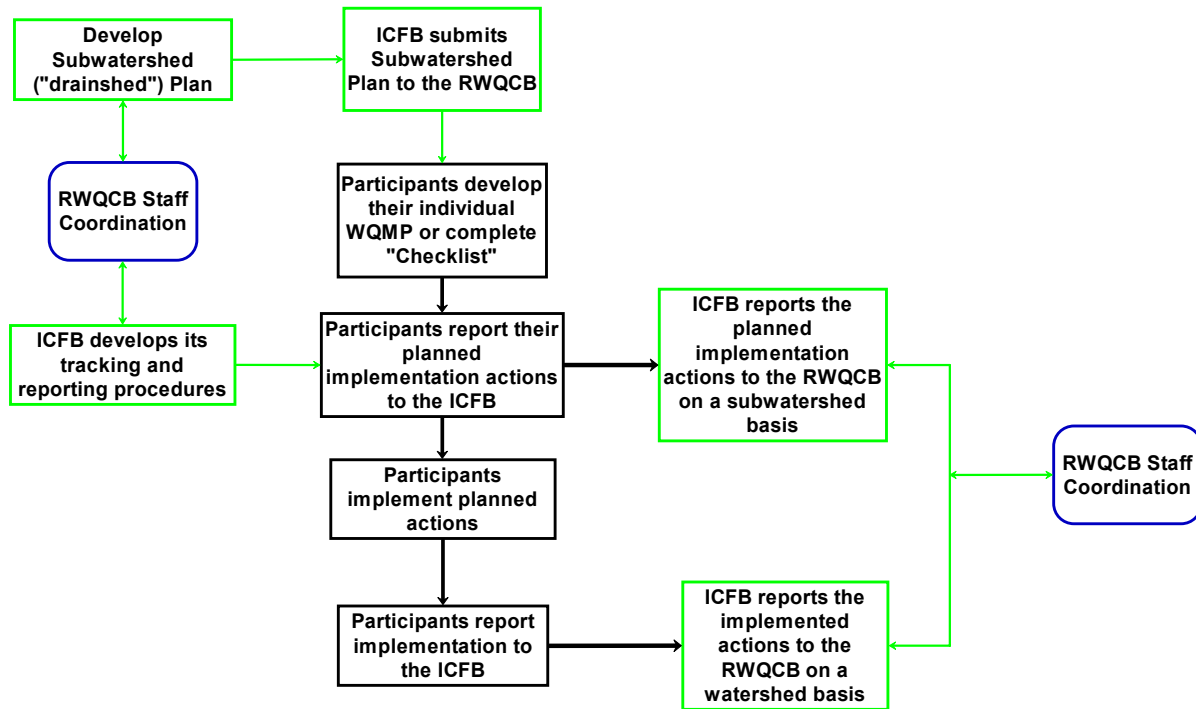 Develop
Subwatershed
("drainshed") Plan
ICFB submits
Subwatershed
Plan to the RWQCB
RWQCB Staff
Coordination
Participants develop
their individual
WQMP or complete
"Checklist"
ICFB develops its
tracking and
reporting procedures
Participants report their
planned
implementation actions
to the ICFB
ICFB reports the
planned
implementation
actions to the RWQCB
on a subwatershed
basis
Participants
implement planned
actions
RWQCB Staff
Coordination
Participants report
implementation to
the ICFB
ICFB reports the
implemented
actions to the
RWQCB on a
watershed basis